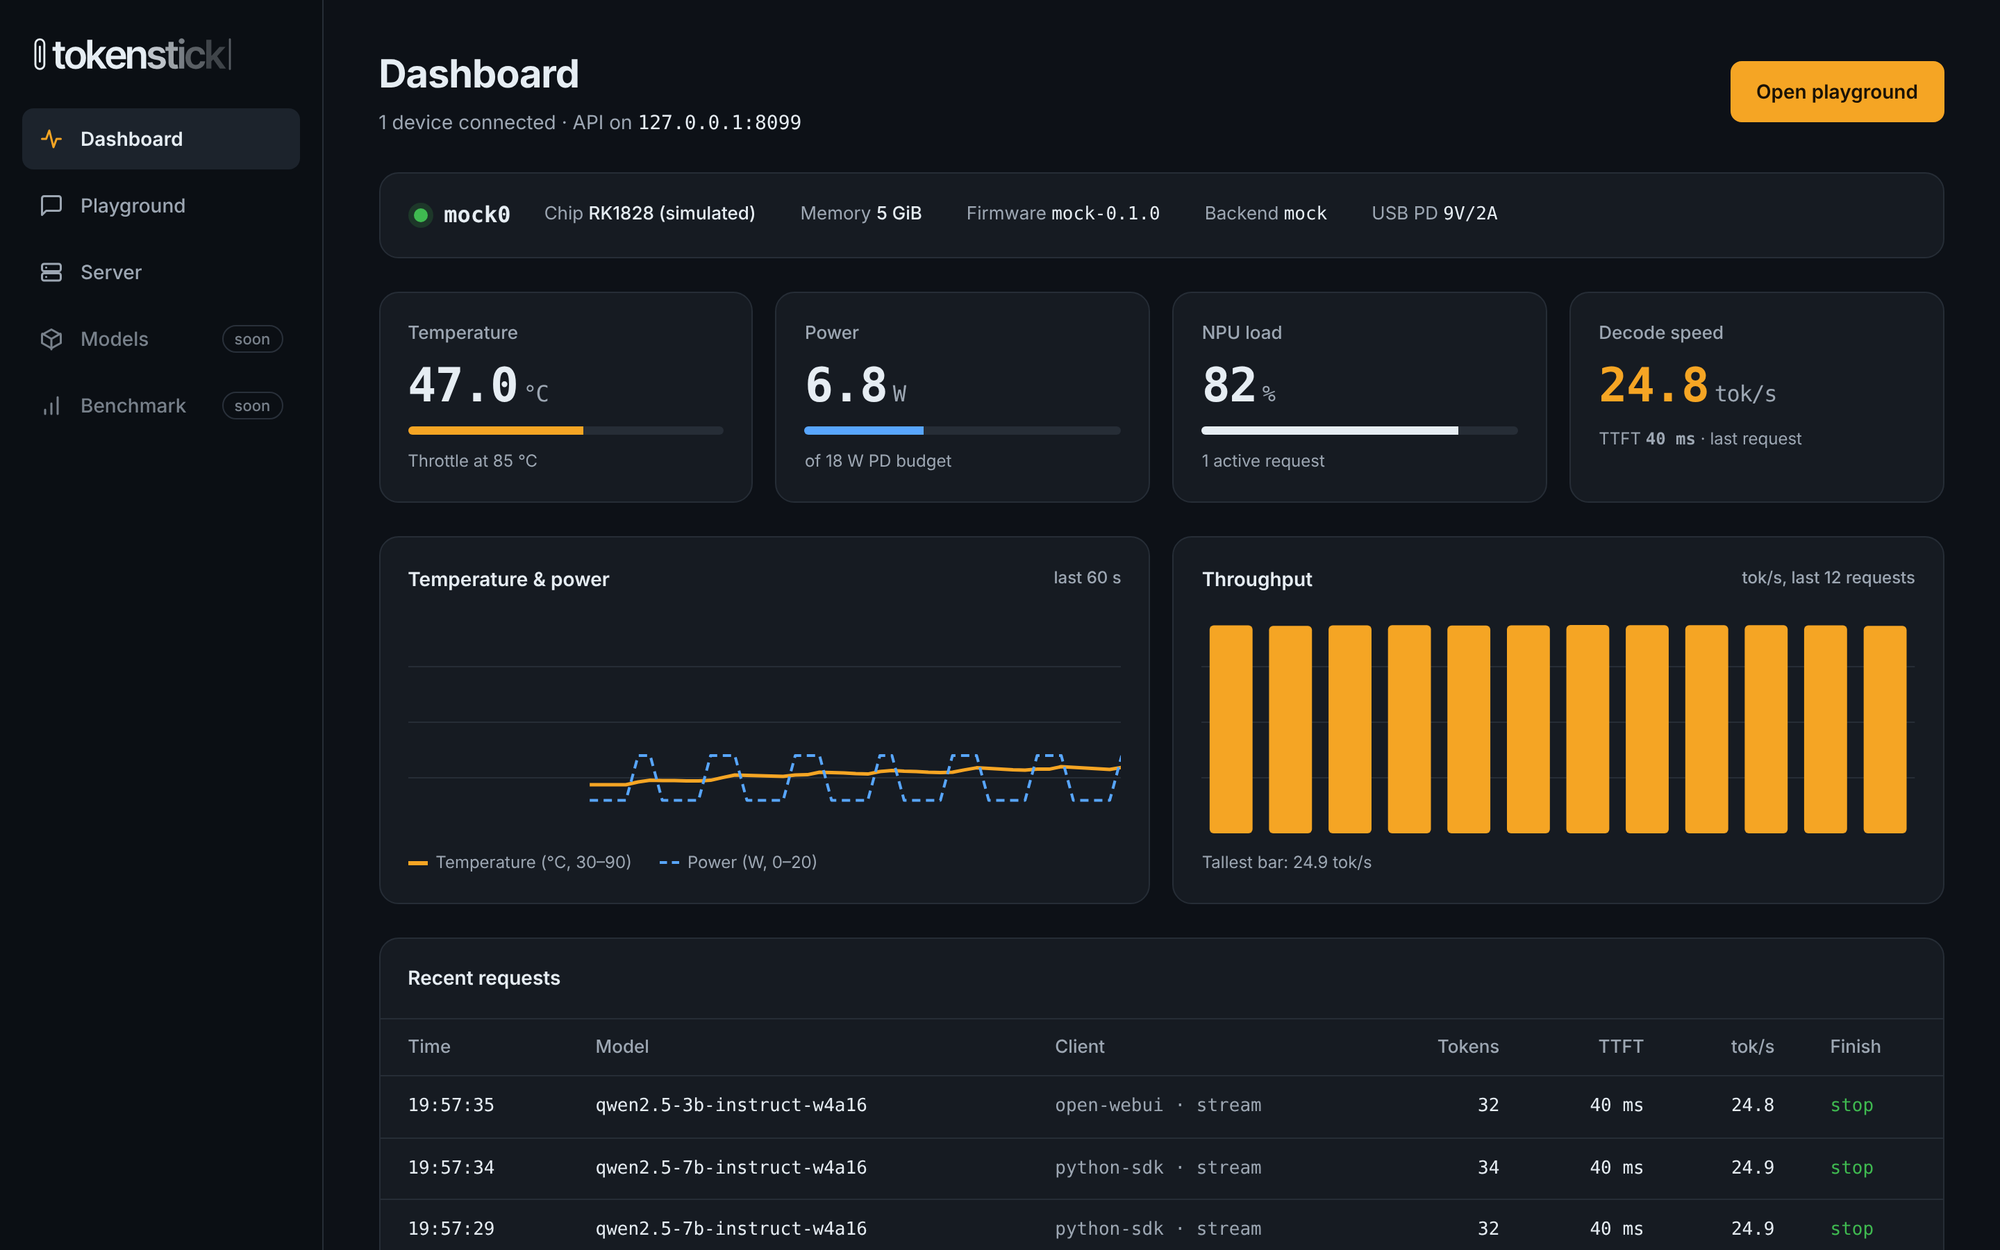 tokenstick
Dashboard
Playground
Server
Models soon
Benchmark soon
Dashboard
1 device connected · API on 127.0.0.1:8099
Open playground
mock0 Chip RK1828 (simulated) Memory 5 GiB Firmware mock-0.1.0 Backend mock USB PD 9V/2A
Temperature
47.0 °C
Throttle at 85 °C
Power
6.8 W
of 18 W PD budget
NPU load
82 %
1 active request
Decode speed
24.8 tok/s
TTFT 40 ms · last request
Temperature & power last 60 s
Temperature (°C, 30–90) Power (W, 0–20)
Throughput tok/s, last 12 requests
Tallest bar: 24.9 tok/s
Recent requests
Time Model Client Tokens TTFT tok/s Finish
19:57:35 qwen2.5-3b-instruct-w4a16 open-webui · stream 32 40 ms 24.8 stop
19:57:34 qwen2.5-7b-instruct-w4a16 python-sdk · stream 34 40 ms 24.9 stop
19:57:29 qwen2.5-7b-instruct-w4a16 python-sdk · stream 32 40 ms 24.9 stop